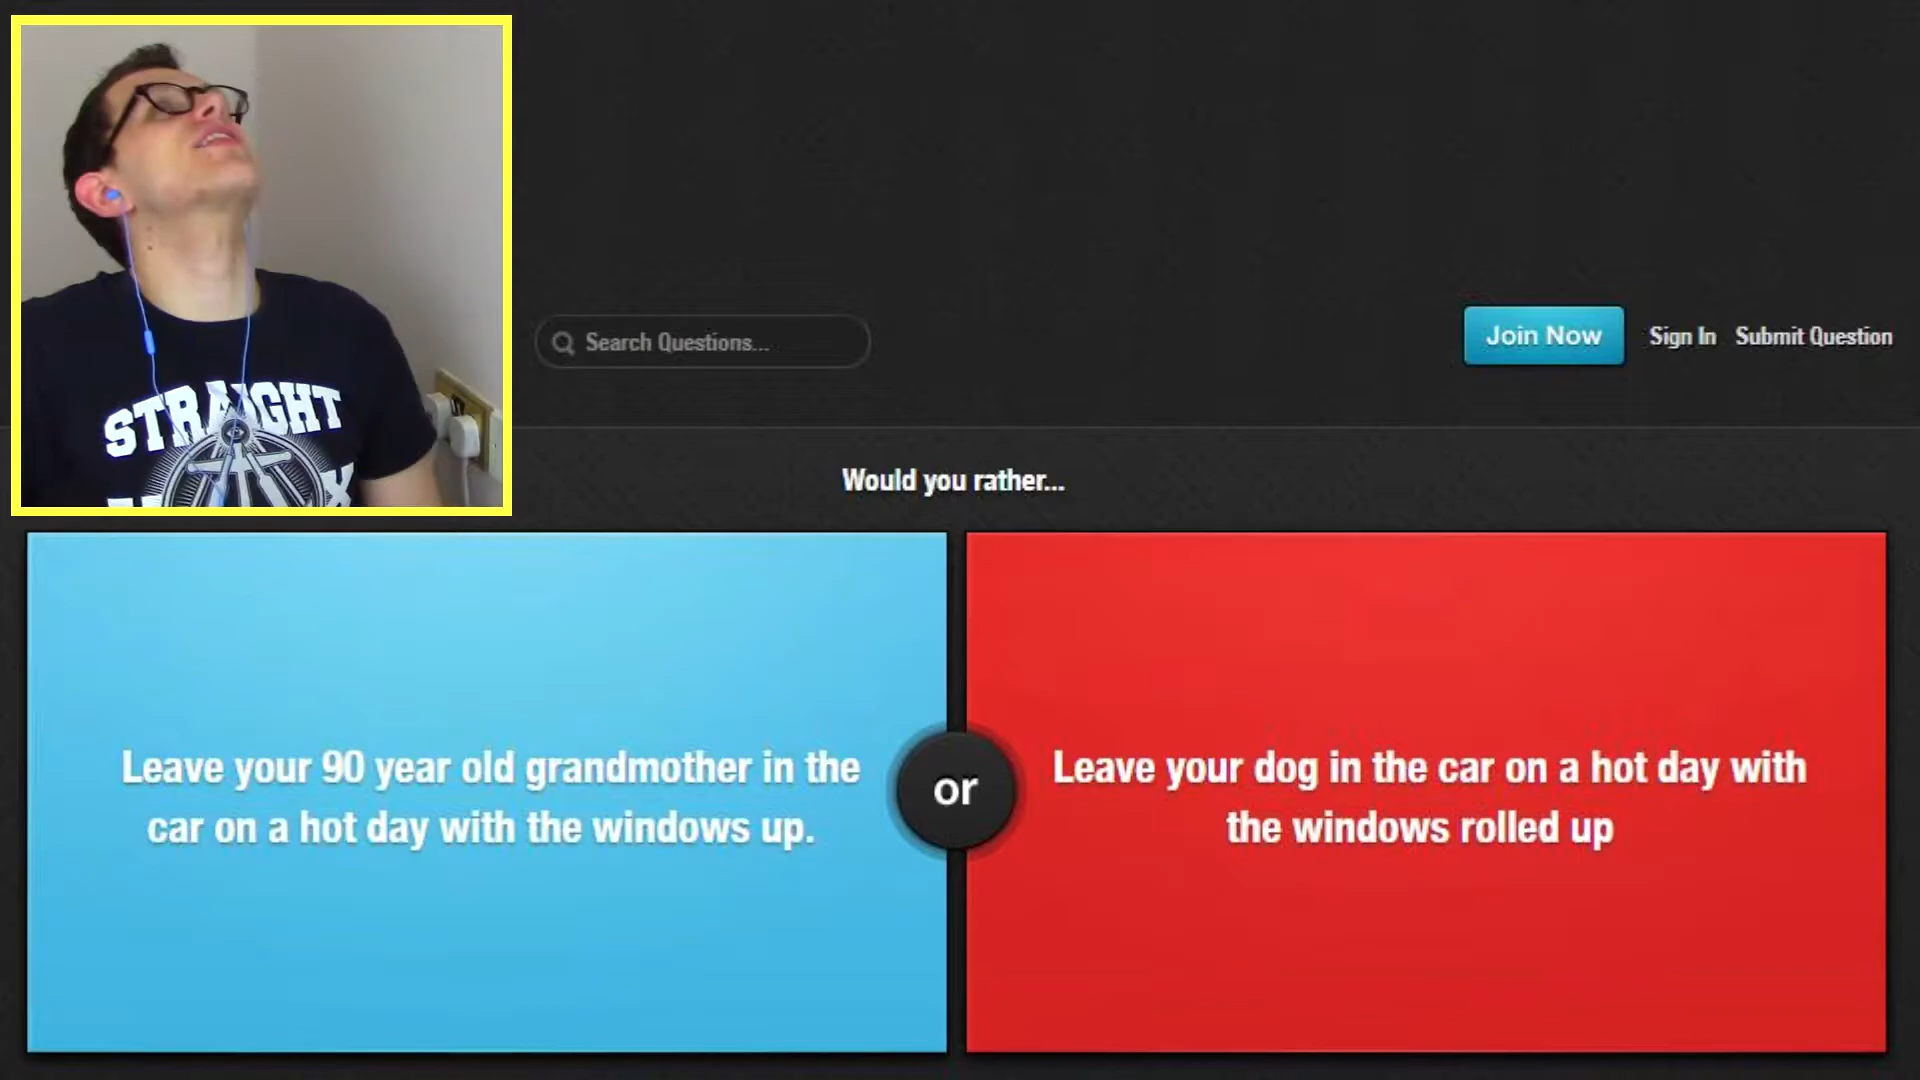 STRAIGHT
Search Questions...
Join Now
Sign In
Submit Question
Would you rather...
Leave your 90 year old grandmother in the
car on a hot day with the windows up.
or
Leave your dog in the car on a hot day with
the windows rolled up